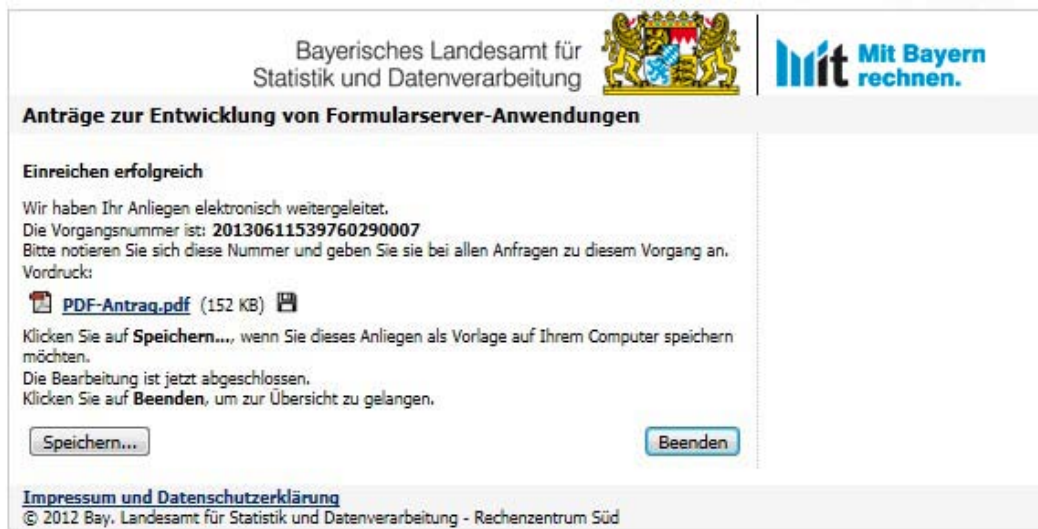 Bayerisches Landesamt für
Statistik und Datenverarbeitung
mit Mit Bayern
rechnen.
Anträge zur Entwicklung von Formularserver-Anwendungen
Einreichen erfolgreich
Wir haben Ihr Anliegen elektronisch weitergeleitet.
Die Vorgangsnummer ist: 20130611539760290007
Bitte notieren Sie sich diese Nummer und geben Sie sie bei allen Anfragen zu diesem Vorgang an.
Vordruck:
PDF-Antrag.pdf (152 KB)
Klicken Sie auf Speichern..., wenn Sie dieses Anliegen als Vorlage auf Ihrem Computer speichern
möchten.
Die Bearbeitung ist jetzt abgeschlossen.
Klicken Sie auf Beenden, um zur Übersicht zu gelangen.
Speichern... Beenden
Impressum und Datenschutzerklärung
© 2012 Bay. Landesamt für Statistik und Datenverarbeitung - Rechenzentrum Süd